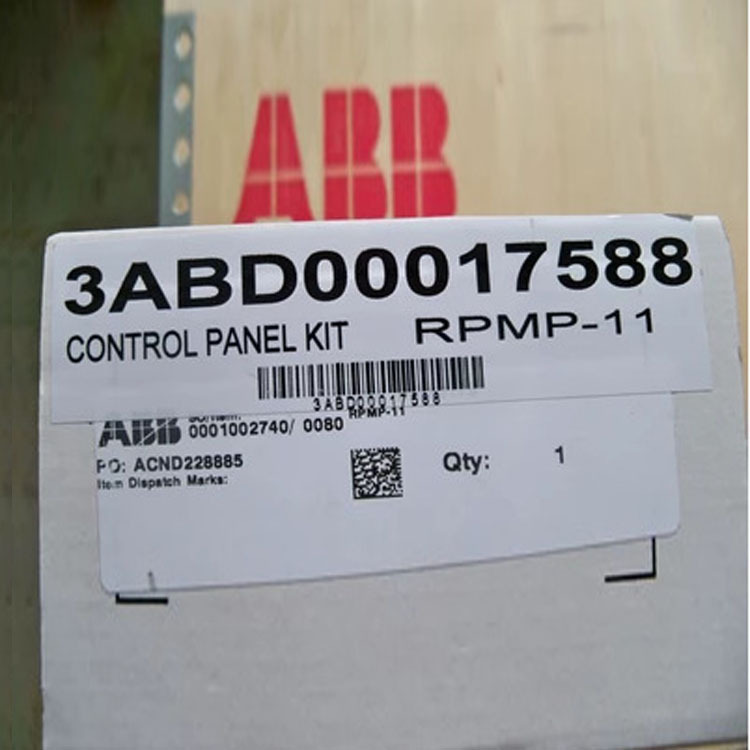 ABB
3ABD00017588
CONTROL PANEL KIT RPMP-11
3ABD00017588
RPMP-11
ABB 0001002740/ 0080
PO: ACND228885
Item Dispatch Marks:
Qty: 1